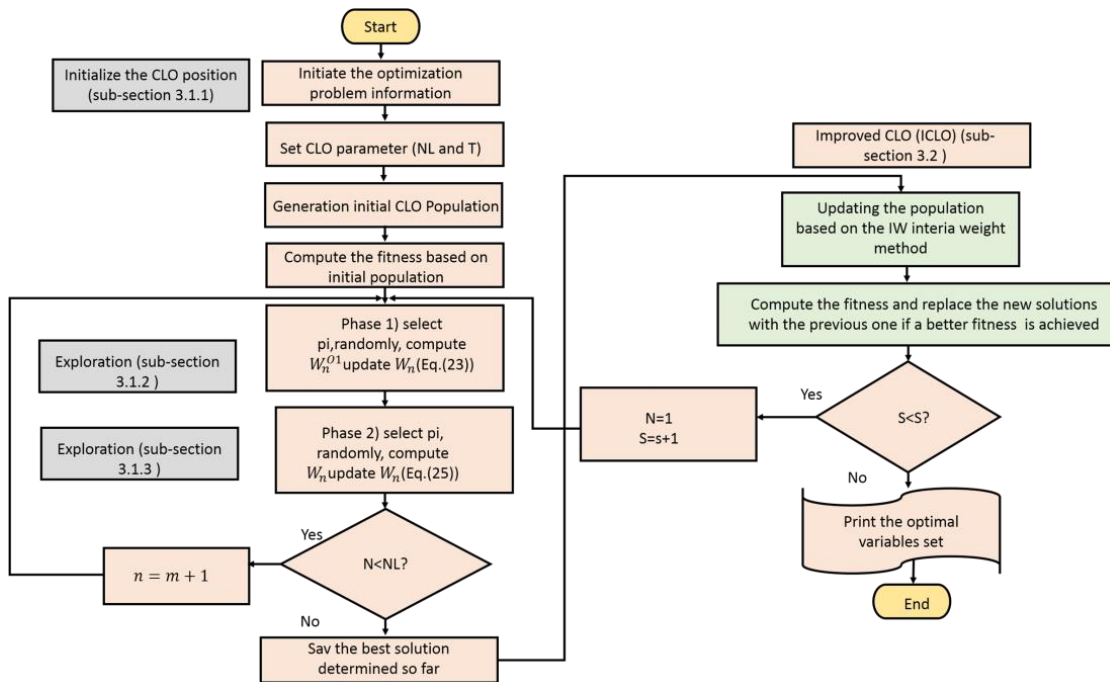 Start
Initialize the CLO position
(sub-section 3.1.1)
Initiate the optimization
problem information
Set CLO parameter (NL and T)
Generation initial CLO Population
Compute the fitness based on
initial population
Phase 1) select
pi,randomly, compute
W_n^{O1}update W_n(Eq.(23))
Exploration (sub-section
3.1.2 )
Phase 2) select pi,
randomly, compute
W_nupdate W_n(Eq.(25))
Exploration (sub-section
3.1.3 )
Yes
N<NL?
n = m + 1
No
Sav the best solution
determined so far
Improved CLO (ICLO) (sub-
section 3.2 )
Updating the population
based on the IW interia weight
method
Compute the fitness and replace the new solutions
with the previous one if a better fitness is achieved
Yes
S<S?
N=1
S=s+1
No
Print the optimal
variables set
End